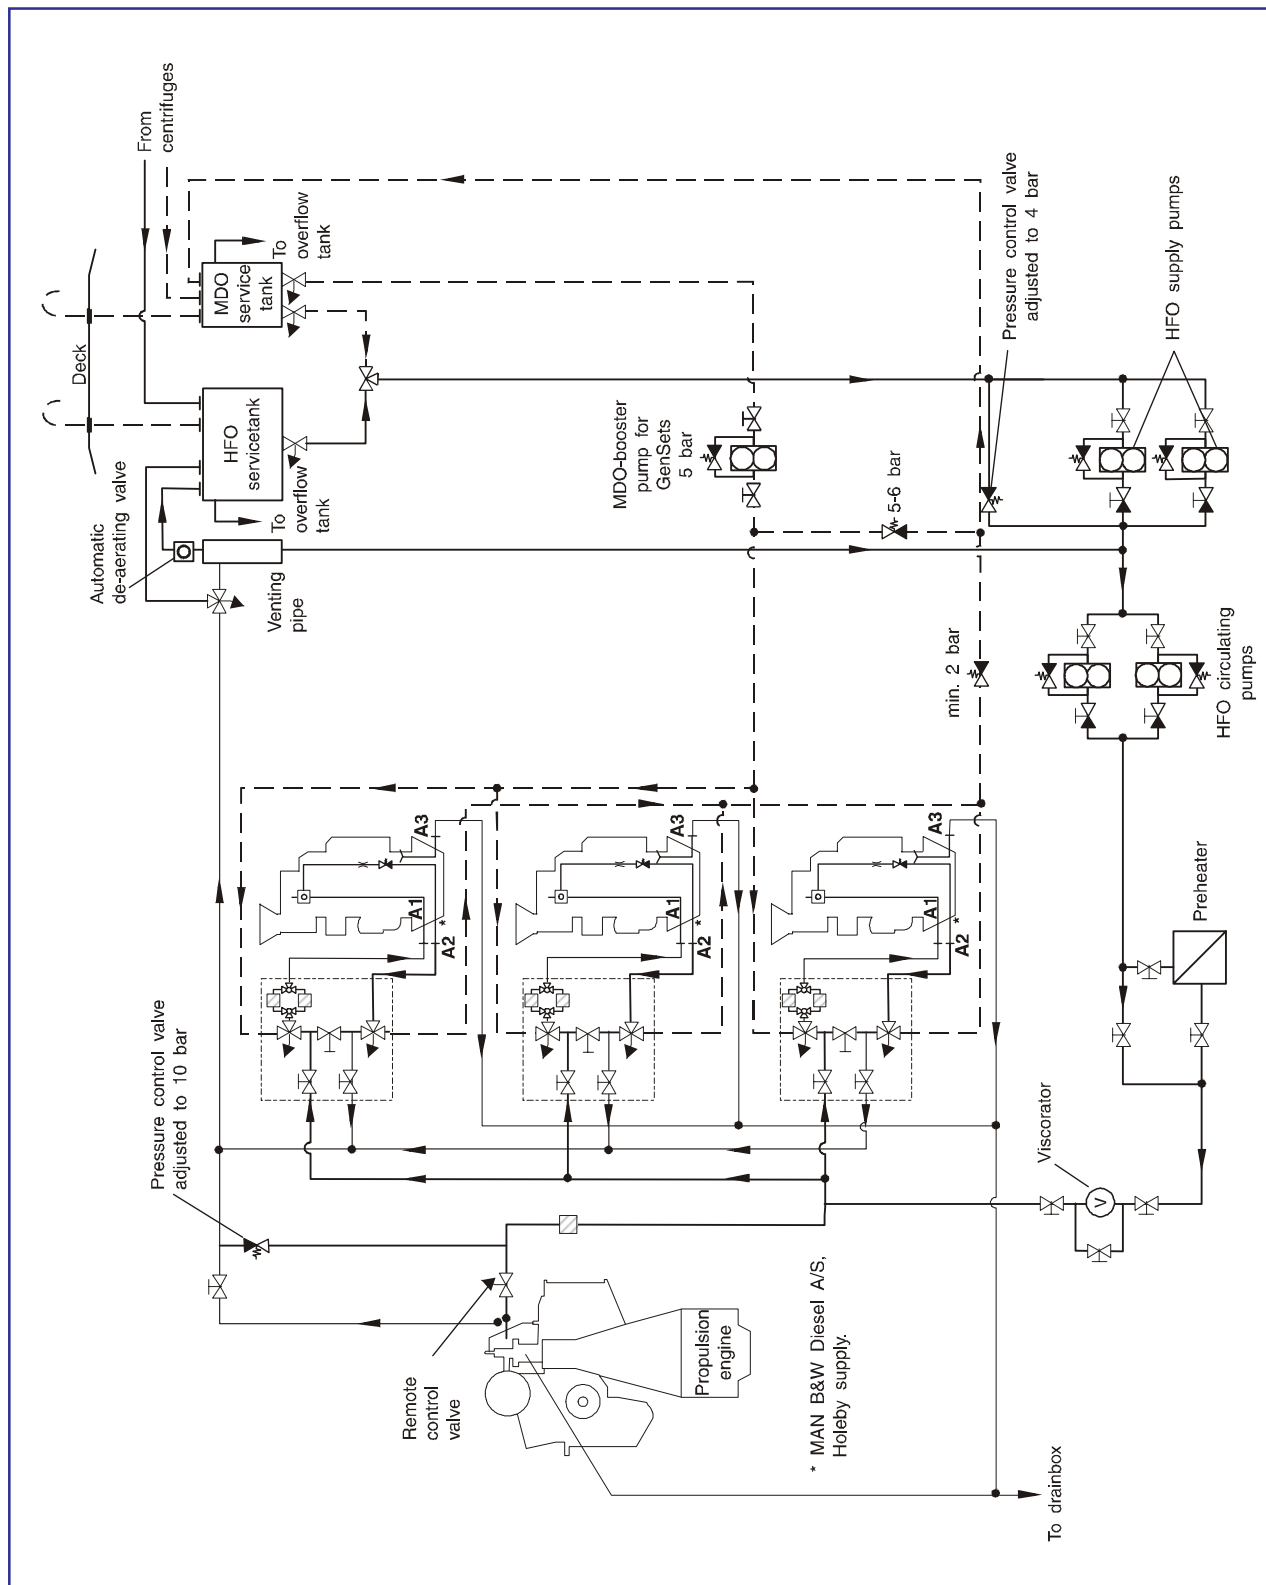 From
centrifuges
Deck
Automatic
de-aerating valve
HFO
servicetank
To
overflow
tank
MDO
service
tank
To
overflow
tank
Venting
pipe
MDO-booster
pump for
GenSets
5 bar
5-6 bar
Pressure control valve
adjusted to 4 bar
HFO supply pumps
min. 2 bar
HFO circulating
pumps
Preheater
Viscorator
V
Pressure control valve
adjusted to 10 bar
A1
A2
A3
*
A1
A2
A3
*
A1
A2
A3
*
Remote
control
valve
Propulsion
engine
* MAN B&W Diesel A/S,
Holeby supply.
To drainbox